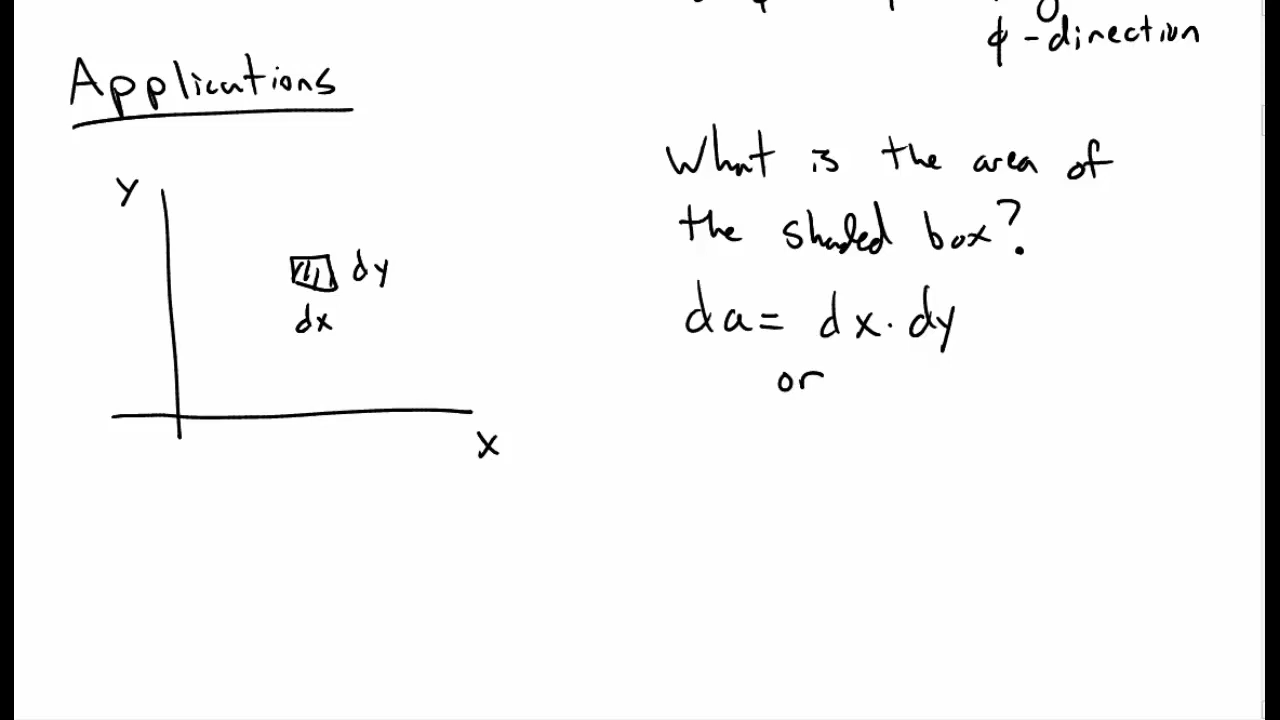 ϕ - direction
Applications
y
dy
dx
x
What is the area of
the shaded box?
da = dx · dy
or